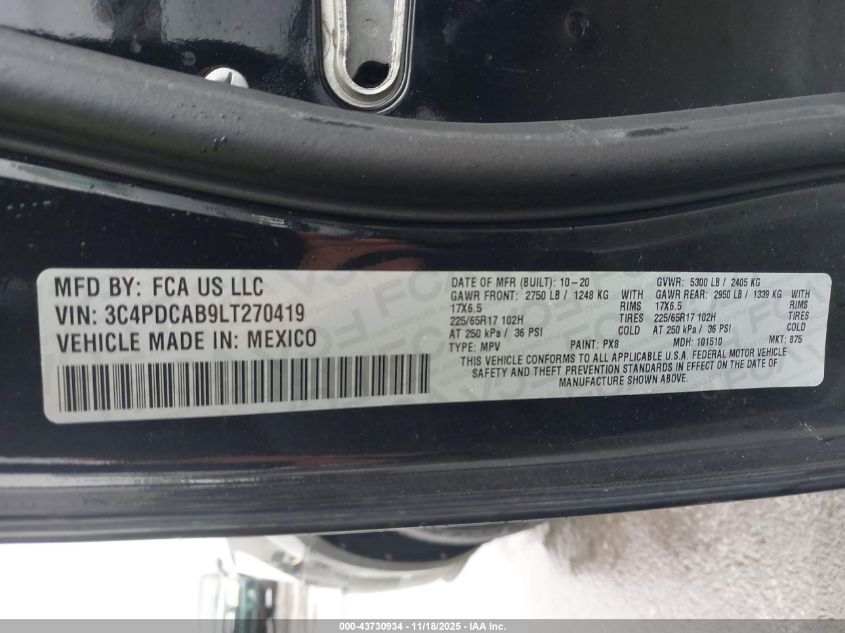 MFD BY: FCA US LLC
VIN: 3C4PDCAB9LT270419
VEHICLE MADE IN: MEXICO
DATE OF MFR (BUILT): 10-20 GVWR: 5300 LB / 2405 KG
GAWR FRONT: 2750 LB / 1248 KG WITH GAWR REAR: 2950 LB / 1339 KG WITH
17X6.5 RIMS 17X6.5 RIMS
225/65R17 102H TIRES 225/65R17 102H TIRES
AT 250 kPa / 36 PSI COLD AT 250 kPa / 36 PSI COLD
TYPE: MPV PAINT: PX8 MDH: 101510 MKT: 875
THIS VEHICLE CONFORMS TO ALL APPLICABLE U.S.A. FEDERAL MOTOR VEHICLE
SAFETY AND THEFT PREVENTION STANDARDS IN EFFECT ON THE DATE OF
MANUFACTURE SHOWN ABOVE.
000-43730934 - 11/18/2025 - IAA Inc.